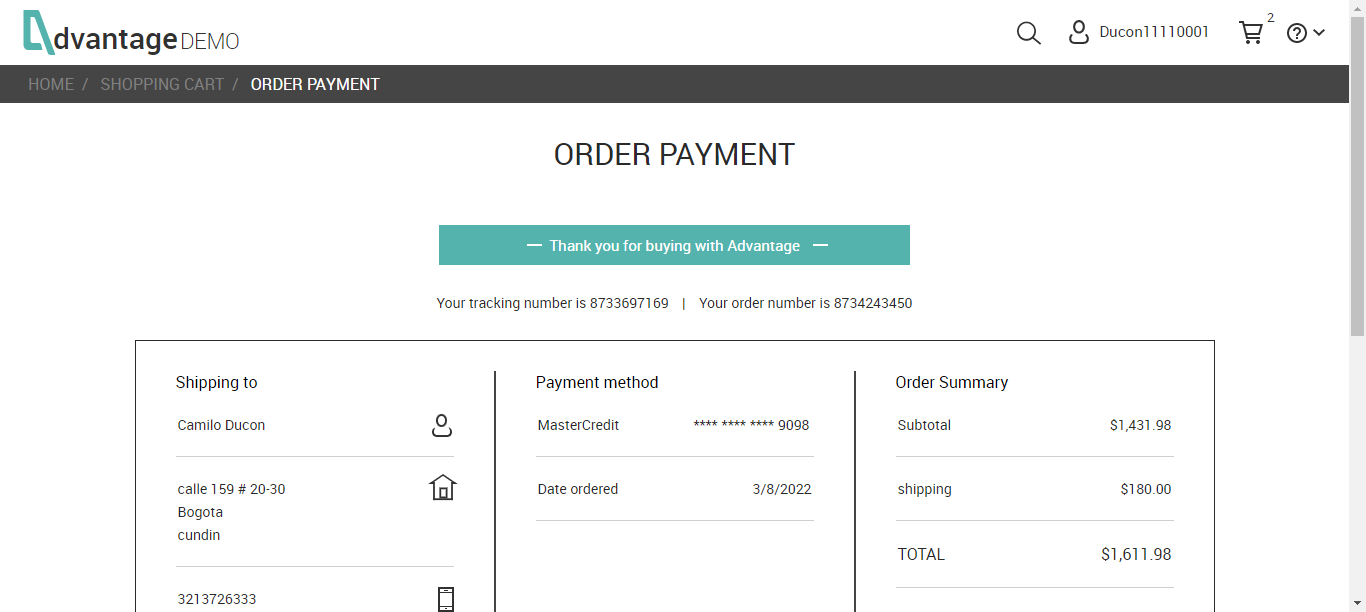 dvantage DEMO
Ducon11110001
2
HOME / SHOPPING CART / ORDER PAYMENT
ORDER PAYMENT
— Thank you for buying with Advantage —
Your tracking number is 8733697169 | Your order number is 8734243450
Shipping to
Camilo Ducon
calle 159 # 20-30
Bogota
cundin
3213726333
Payment method
MasterCredit **** **** **** 9098
Date ordered 3/8/2022
Order Summary
Subtotal $1,431.98
shipping $180.00
TOTAL $1,611.98